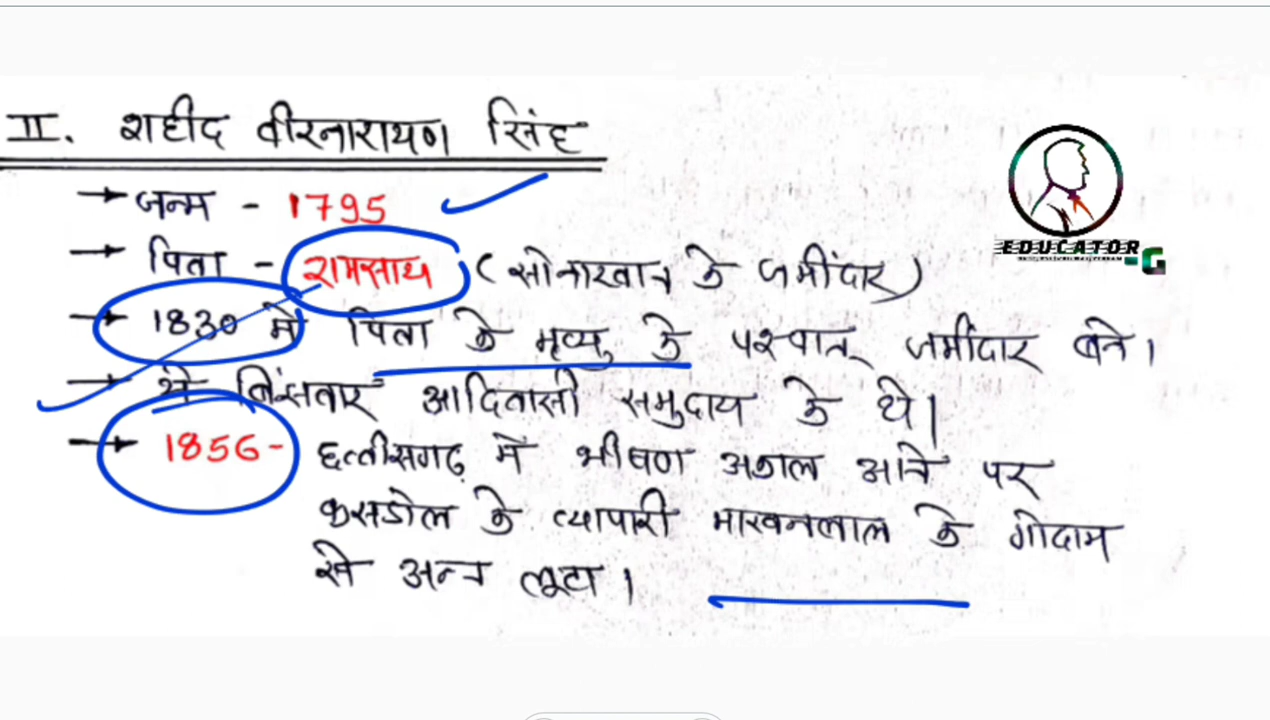 II. शहीद वीरनारायण सिंह
→ जन्म - 1795
→ पिता - रामसाय (सोनाखान के जमींदार)
→ 1830 में पिता के मृत्यु के पश्चात् जमींदार बने।
→ ये बिंझवार आदिवासी समुदाय के थे।
→ 1856 - छत्तीसगढ़ में भीषण अकाल आने पर
कसडोल के व्यापारी माखनलाल के गोदाम
से अन्न लूटा।
EDUCATOR
G